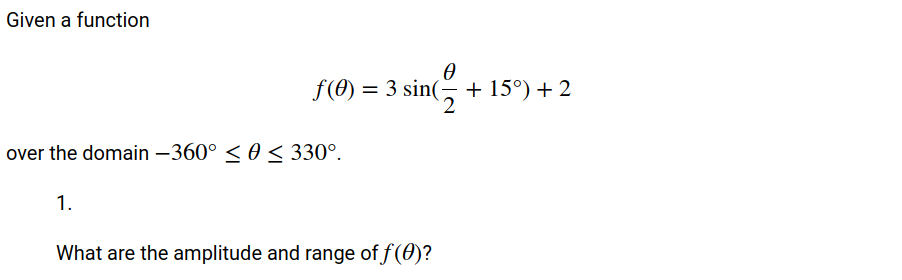 Given a function
f(θ) = 3 sin(θ/2 + 15°) + 2
over the domain −360° ≤ θ ≤ 330°.
1.
What are the amplitude and range of f(θ)?